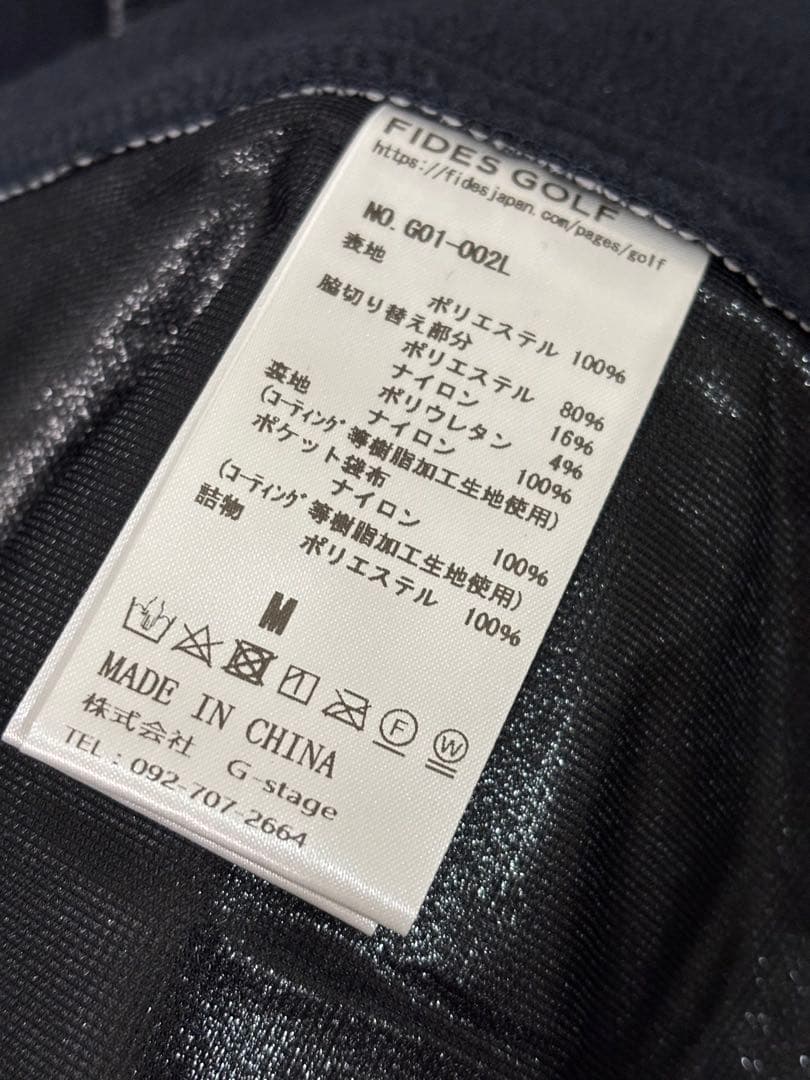 FIDES GOLF
https://fidesjapan.com/pages/golf
NO. G01-002L
表地
ポリエステル 100%
脇切り替え部分
ポリエステル 80%
ナイロン 16%
ポリウレタン 4%
裏地
ナイロン 100%
(コーティング等樹脂加工生地使用)
ポケット袋布
ナイロン 100%
(コーティング等樹脂加工生地使用)
詰物
ポリエステル 100%
M
F W
MADE IN CHINA
株式会社 G-stage
TEL:092-707-2664